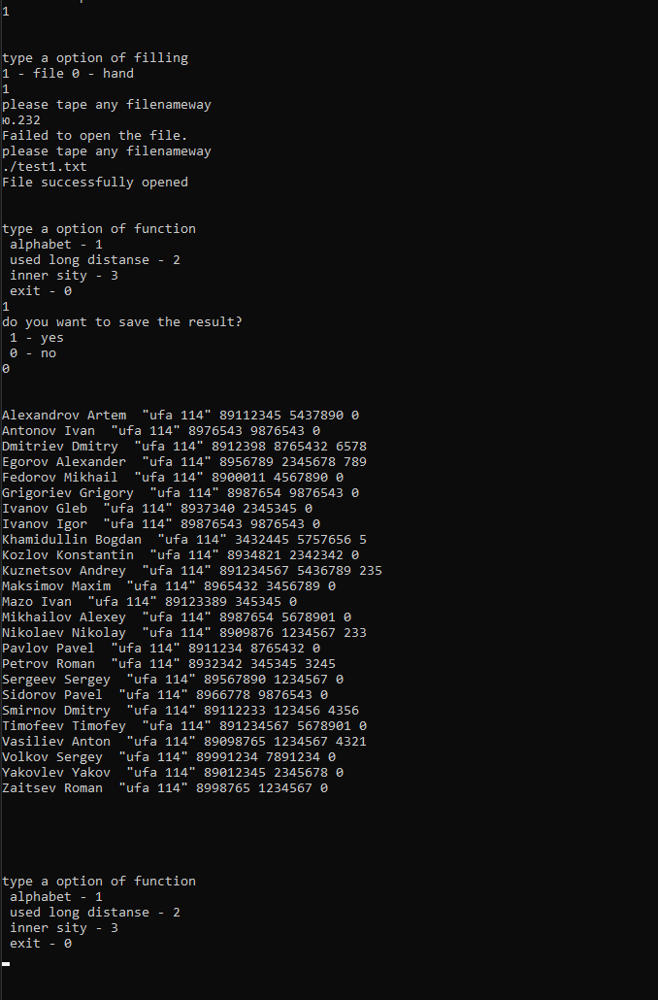 1
type a option of filling
1 - file 0 - hand
1
please tape any filenameway
ю.232
Failed to open the file.
please tape any filenameway
./test1.txt
File successfully opened
type a option of function
alphabet - 1
used long distanse - 2
inner sity - 3
exit - 0
1
do you want to save the result?
1 - yes
0 - no
0
Alexandrov Artem  "ufa 114" 89112345 5437890 0
Antonov Ivan  "ufa 114" 8976543 9876543 0
Dmitriev Dmitry  "ufa 114" 8912398 8765432 6578
Egorov Alexander  "ufa 114" 8956789 2345678 789
Fedorov Mikhail  "ufa 114" 8900011 4567890 0
Grigoriev Grigory  "ufa 114" 8987654 9876543 0
Ivanov Gleb  "ufa 114" 8937340 2345345 0
Ivanov Igor  "ufa 114" 89876543 9876543 0
Khamidullin Bogdan  "ufa 114" 3432445 5757656 5
Kozlov Konstantin  "ufa 114" 8934821 2342342 0
Kuznetsov Andrey  "ufa 114" 891234567 5436789 235
Maksimov Maxim  "ufa 114" 8965432 3456789 0
Mazo Ivan  "ufa 114" 89123389 345345 0
Mikhailov Alexey  "ufa 114" 8987654 5678901 0
Nikolaev Nikolay  "ufa 114" 8909876 1234567 233
Pavlov Pavel  "ufa 114" 8911234 8765432 0
Petrov Roman  "ufa 114" 8932342 345345 3245
Sergeev Sergey  "ufa 114" 89567890 1234567 0
Sidorov Pavel  "ufa 114" 8966778 9876543 0
Smirnov Dmitry  "ufa 114" 89112233 123456 4356
Timofeev Timofey  "ufa 114" 891234567 5678901 0
Vasiliev Anton  "ufa 114" 89098765 1234567 4321
Volkov Sergey  "ufa 114" 89991234 7891234 0
Yakovlev Yakov  "ufa 114" 89012345 2345678 0
Zaitsev Roman  "ufa 114" 8998765 1234567 0
type a option of function
alphabet - 1
used long distanse - 2
inner sity - 3
exit - 0